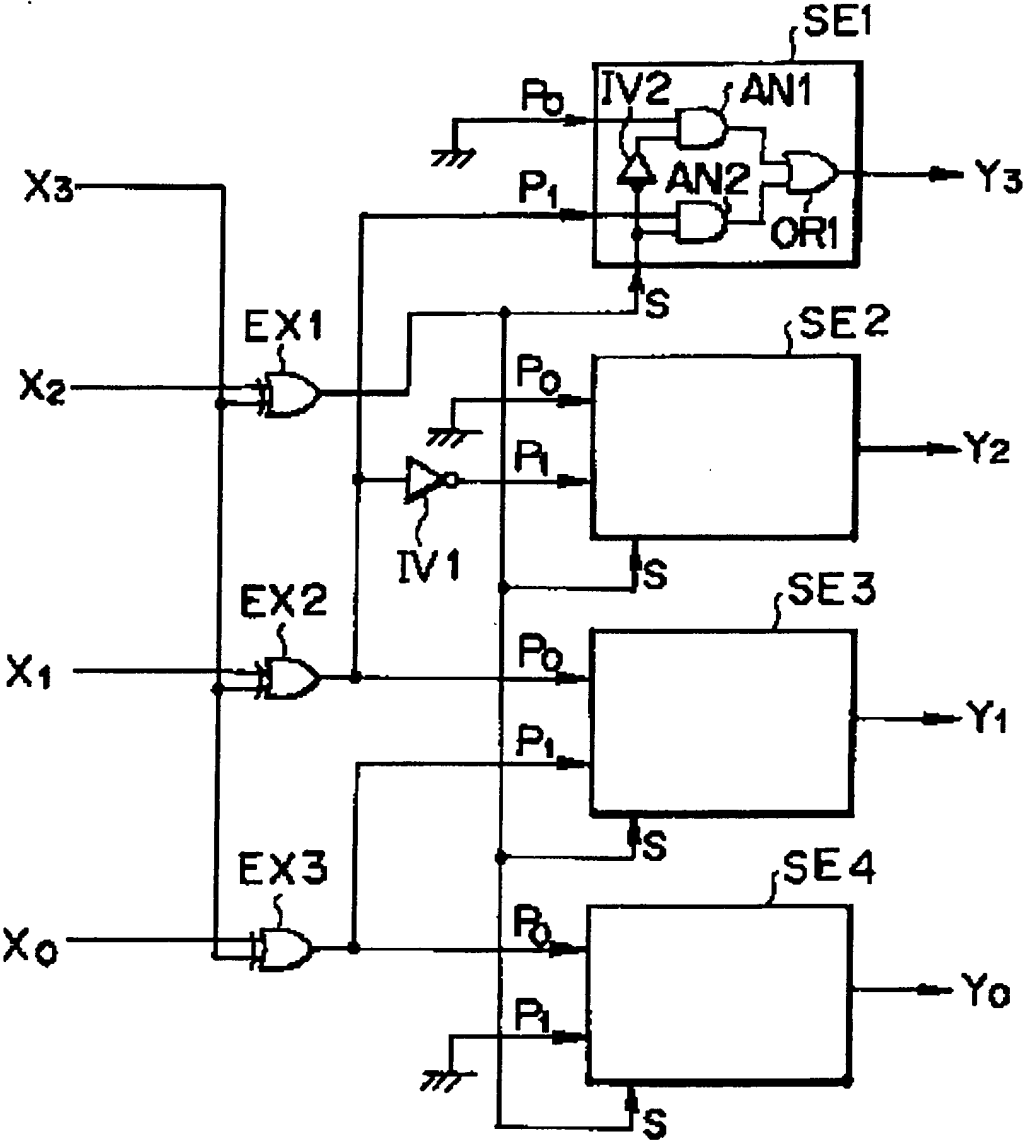 SE1
P0
IV2
AN1
X3
P1
AN2
Y3
OR1
S
EX1
SE2
X2
P0
Y2
P1
IV1
S
EX2
SE3
X1
P0
Y1
P1
S
EX3
SE4
X0
P0
Y0
P1
S